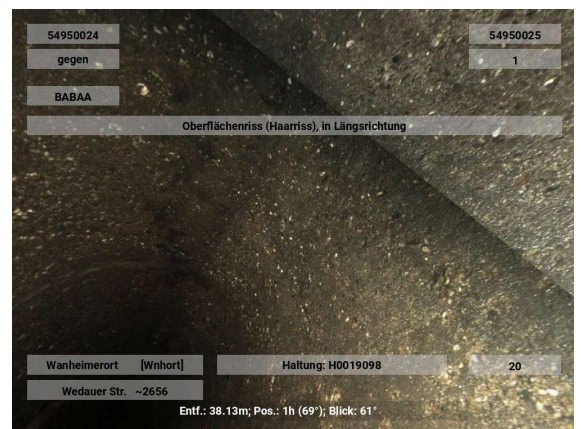 54950024 54950025
gegen 1
BABAA
Oberflächenriss (Haarriss), in Längsrichtung
Wanheimerort [Wnhort] Haltung: H0019098 20
Wedauer Str. ~2656
Entf.: 38.13m; Pos.: 1h (69°); Blick: 61°